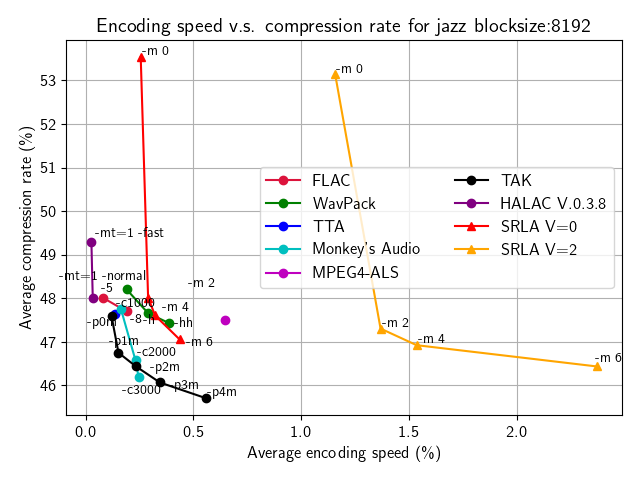 Encoding speed v.s. compression rate for jazz blocksize:8192
Average compression rate (%)
53
52
51
50
49
48
47
46
-m 0
-m 0
FLAC
WavPack
TTA
Monkey's Audio
MPEG4-ALS
TAK
HALAC V.0.3.8
SRLA V=0
SRLA V=2
-mt=1 -fast
-mt=1 -normal
-m 2
-5
-c1000
-m 4
-p0m
-8
-h
-hh
-m 2
-p1m
-m 6
-m 4
-c2000
-p2m
-m 6
-c3000
-p3m
-p4m
0.0
0.5
1.0
1.5
2.0
Average encoding speed (%)